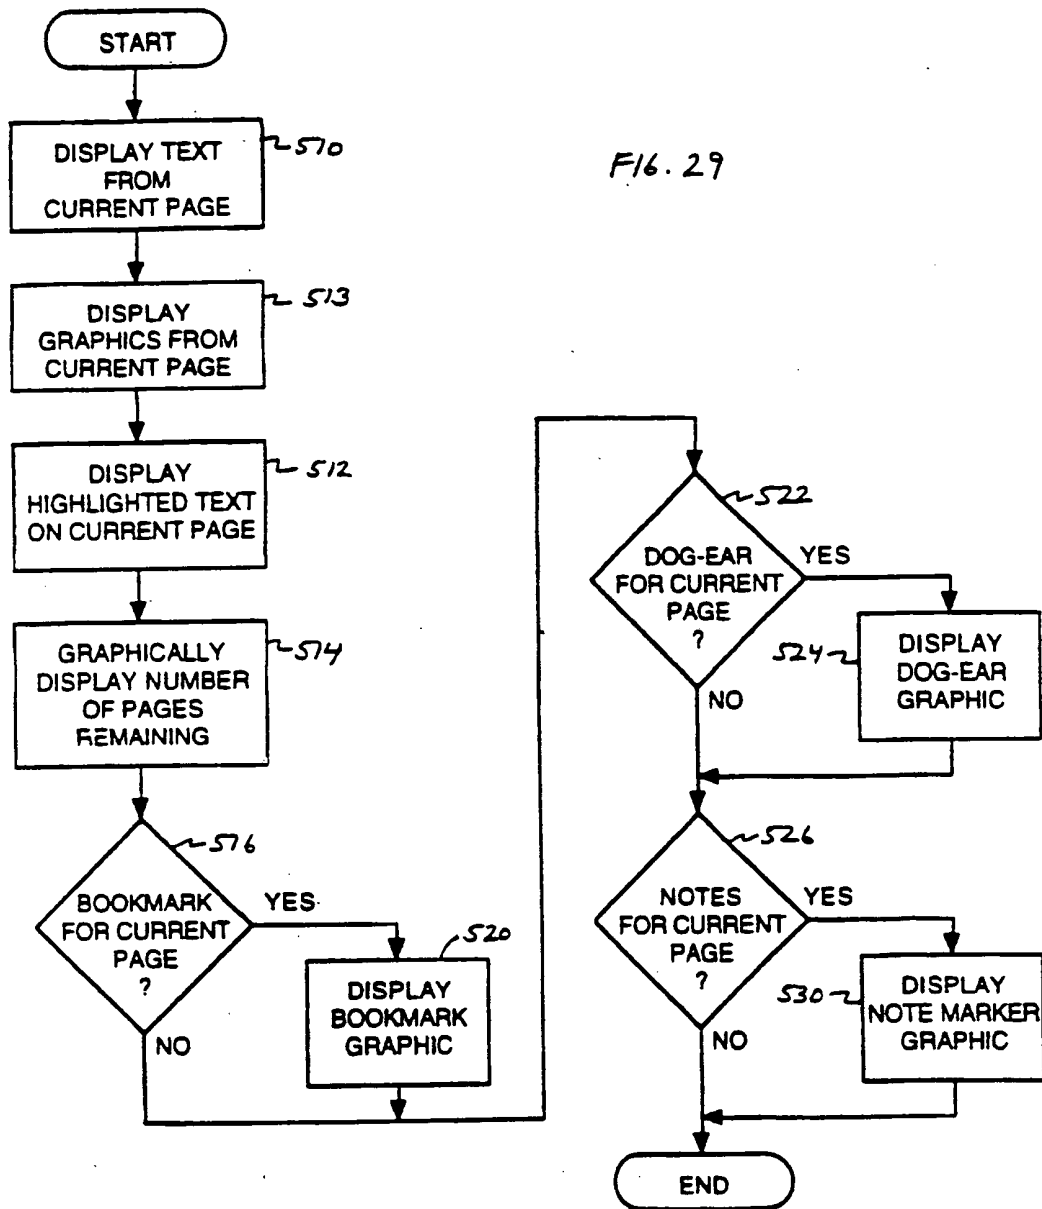 START
DISPLAY TEXT
FROM
CURRENT PAGE
510
FIG. 29
DISPLAY
GRAPHICS FROM
CURRENT PAGE
513
DISPLAY
HIGHLIGHTED TEXT
ON CURRENT PAGE
512
GRAPHICALLY
DISPLAY NUMBER
OF PAGES
REMAINING
514
BOOKMARK
FOR CURRENT
PAGE
?
516
YES
NO
DISPLAY
BOOKMARK
GRAPHIC
520
DOG-EAR
FOR CURRENT
PAGE
?
522
YES
NO
DISPLAY
DOG-EAR
GRAPHIC
524
NOTES
FOR CURRENT
PAGE
?
526
YES
NO
DISPLAY
NOTE MARKER
GRAPHIC
530
END